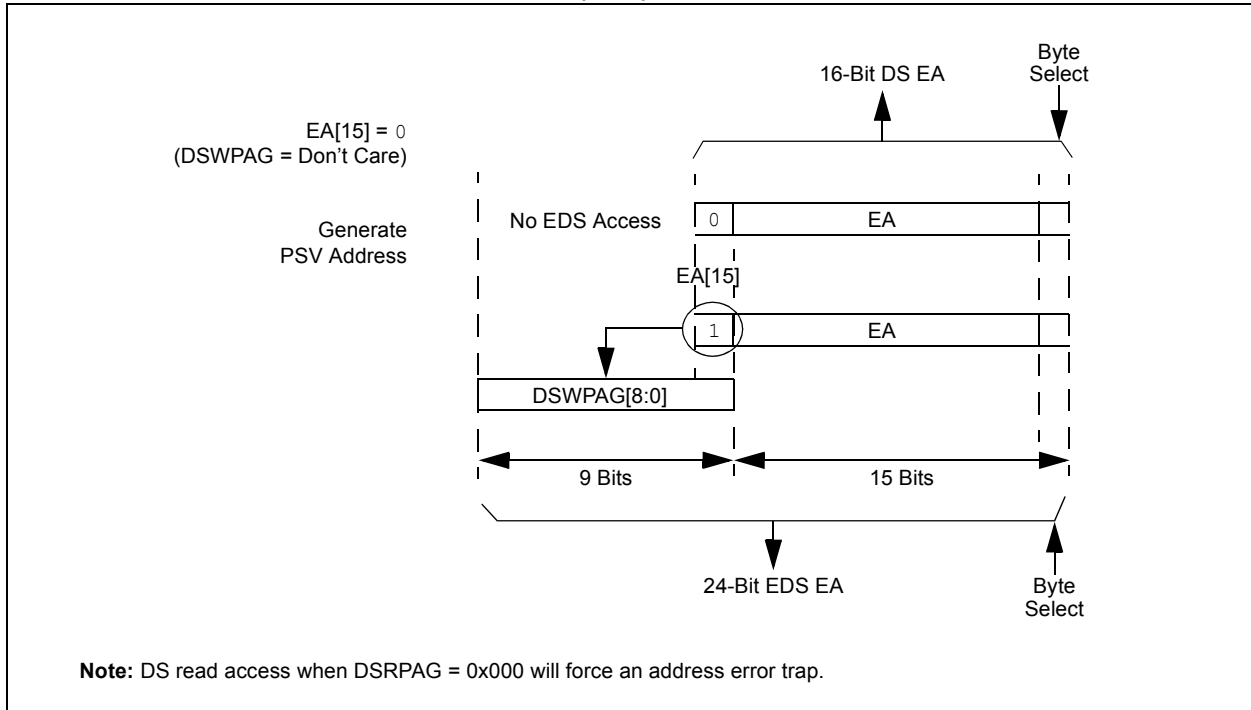 16-Bit DS EA
Byte
Select
EA[15] = 0
(DSWPAG = Don't Care)
No EDS Access
0
EA
Generate
PSV Address
EA[15]
1
EA
DSWPAG[8:0]
9 Bits
15 Bits
24-Bit EDS EA
Byte
Select
Note: DS read access when DSRPAG = 0x000 will force an address error trap.